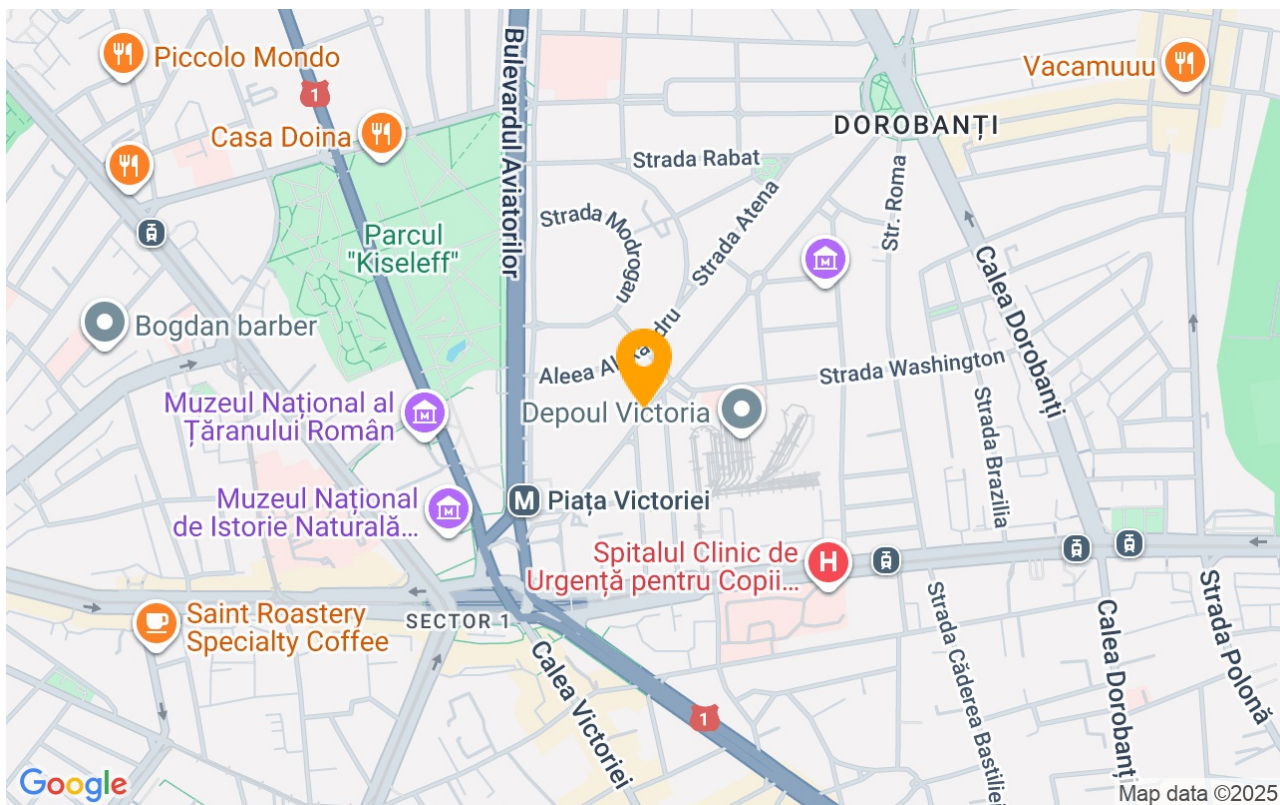 Piccolo Mondo
1
Casa Doina
Bulevardul Aviatorilor
Vacamuuu
DOROBANȚI
Strada Rabat
Strada Atena
Str. Roma
Strada Modrogan
Parcul
"Kiseleff"
Calea Dorobanți
Bogdan barber
Strada Washington
Depoul Victoria
Strada Brazilia
Muzeul Național al
Țăranului Român
M
Piața Victoriei
Muzeul Național
de Istorie Naturală...
Spitalul Clinic de
Urgență pentru Copii...
H
Saint Roastery
Specialty Coffee
SECTOR 1
Calea Victoriei
1
Strada Căderea Bastiliei
Calea Dorobanți
Strada Polonă
Google
Map data ©2025